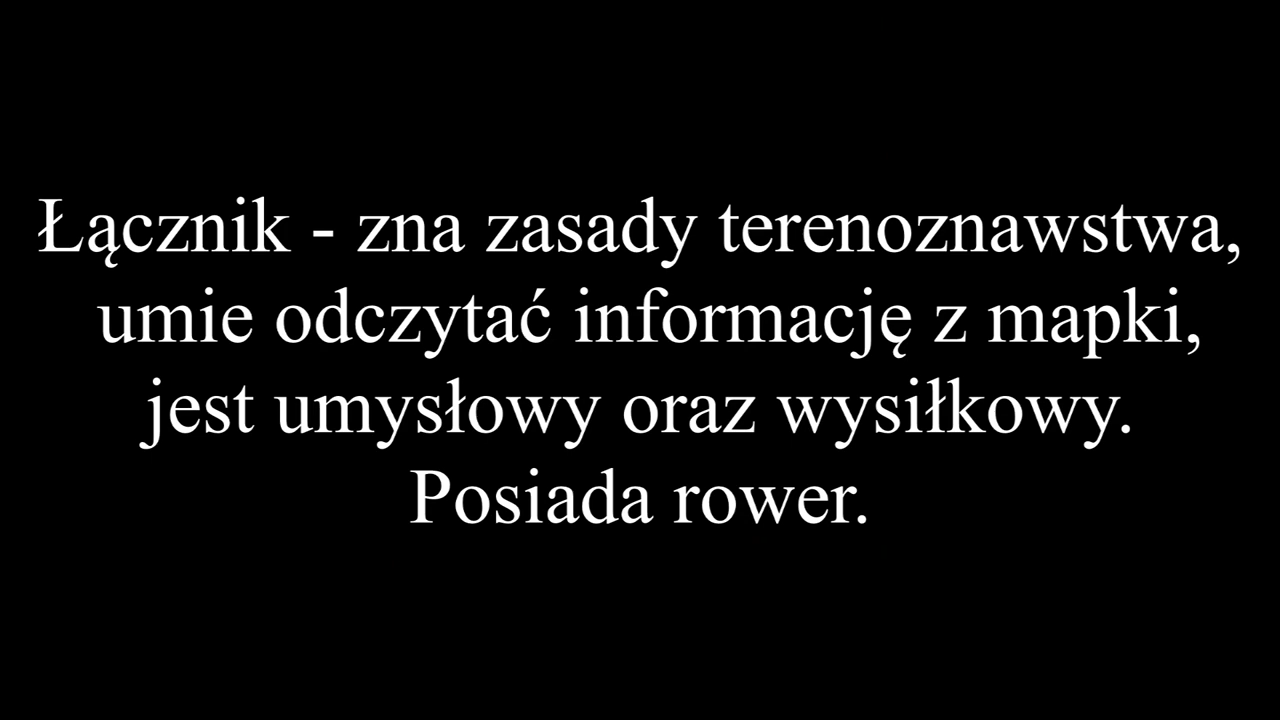 Łącznik - zna zasady terenoznawstwa,
umie odczytać informację z mapki,
jest umysłowy oraz wysiłkowy.
Posiada rower.